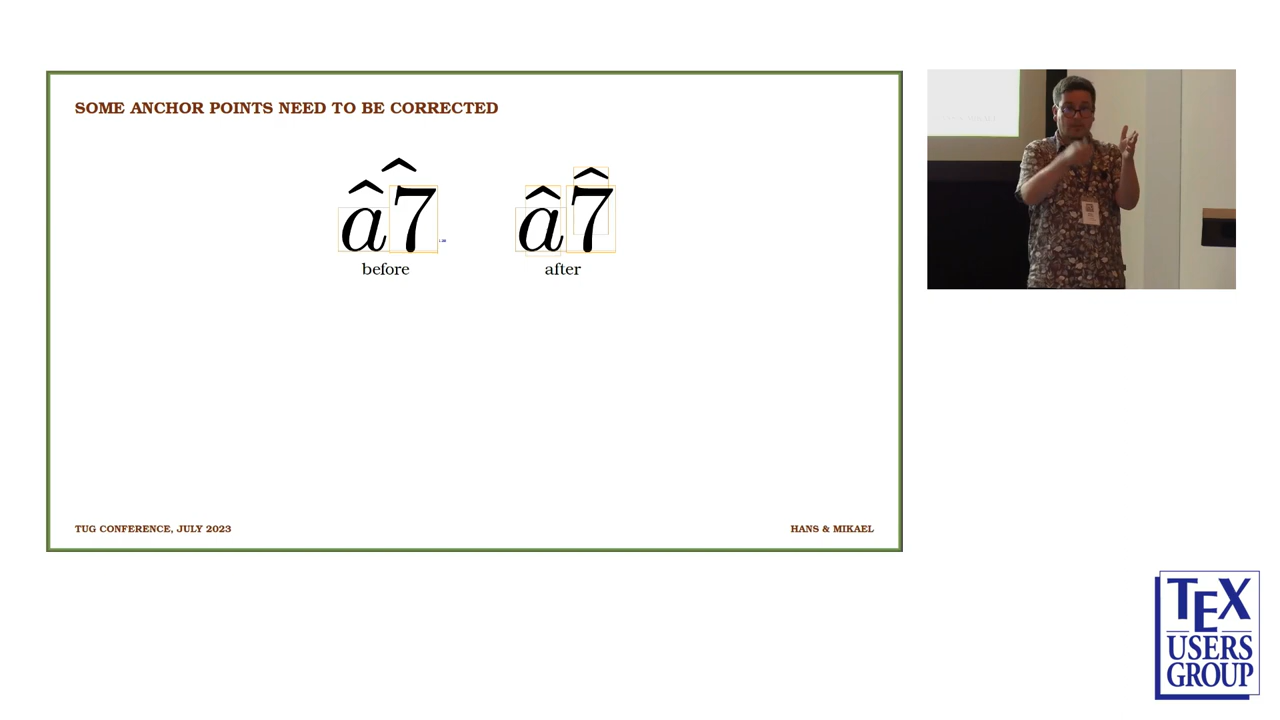 SOME ANCHOR POINTS NEED TO BE CORRECTED
â7̂ â7̂
before after
TUG CONFERENCE, JULY 2023 HANS & MIKAEL
TEX
USERS
GROUP